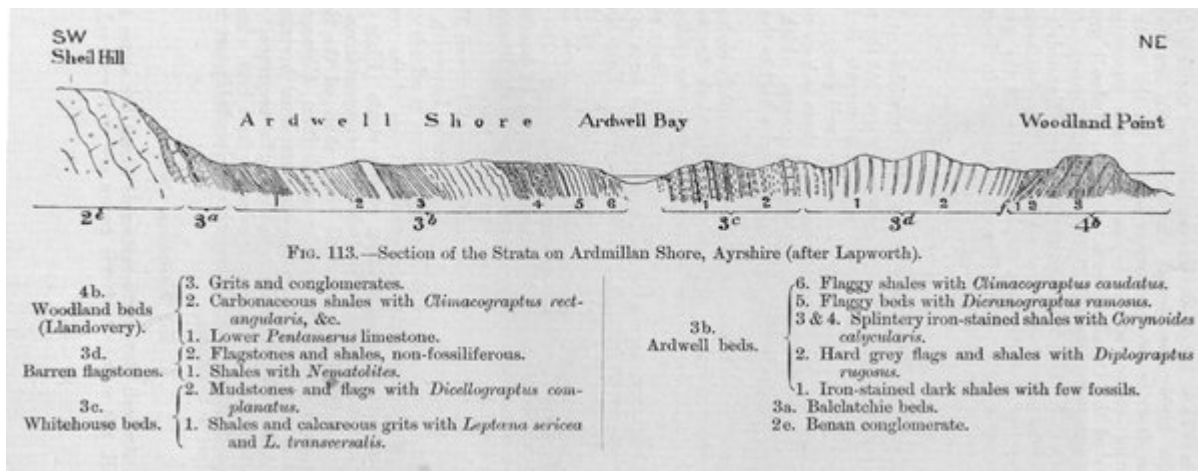 SW
NE
Sheil Hill
Ardwell Shore
Ardwell Bay
Woodland Point
1 2 3 4 5 6 1 2 1 2 1 2 3
2e 3a 3b 3c 3d 4b
FIG. 113.—Section of the Strata on Ardmillan Shore, Ayrshire (after Lapworth).
4b.
Woodland beds
(Llandovery).
3. Grits and conglomerates.
2. Carbonaceous shales with Climacograptus rect-
angularis, &c.
1. Lower Pentamerus limestone.
3d.
Barren flagstones.
2. Flagstones and shales, non-fossiliferous.
1. Shales with Nematolites.
3c.
Whitehouse beds.
2. Mudstones and flags with Dicellograptus com-
planatus.
1. Shales and calcareous grits with Leptæna sericea
and L. transversalis.
3b.
Ardwell beds.
6. Flaggy shales with Climacograptus caudatus.
5. Flaggy beds with Dicranograptus ramosus.
3 & 4. Splintery iron-stained shales with Corynoides
calycularis.
2. Hard grey flags and shales with Diplograptus
rugosus.
1. Iron-stained dark shales with few fossils.
3a. Balclatchie beds.
2e. Benan conglomerate.